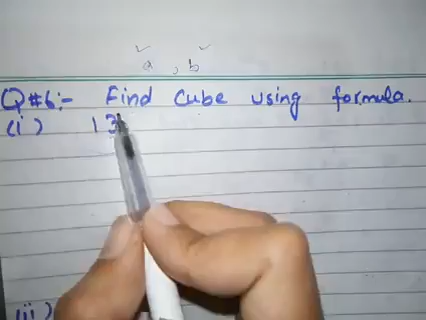 a , b
Q#6:- Find Cube using formula.
(i) 13
(ii)